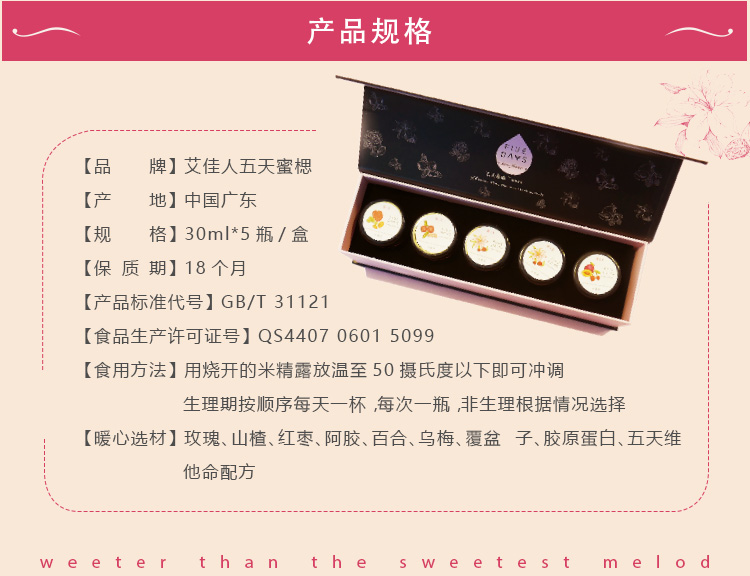 产品规格
FIVE
DAYS
【品 牌】艾佳人五天蜜楒
【产 地】中国广东
【规 格】30ml*5瓶/盒
【保 质 期】18个月
【产品标准代号】GB/T 31121
【食品生产许可证号】QS4407 0601 5099
【食用方法】用烧开的米精露放温至50摄氏度以下即可冲调
生理期按顺序每天一杯,每次一瓶,非生理根据情况选择
【暖心选材】玫瑰、山楂、红枣、阿胶、百合、乌梅、覆盆 子、胶原蛋白、五天维
他命配方
weeter than the sweetest melod